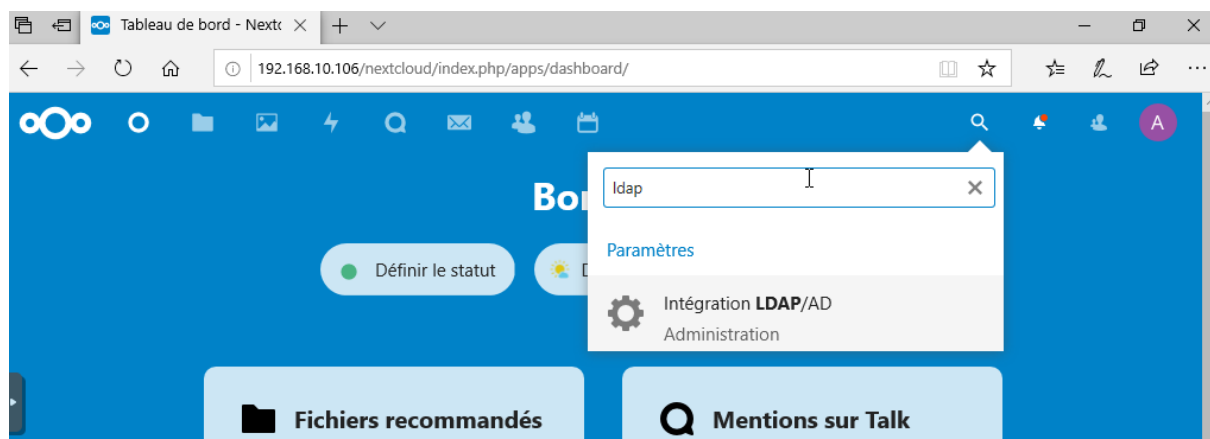 Tableau de bord - Nextc
192.168.10.106/nextcloud/index.php/apps/dashboard/
A
ldap
Bo
Paramètres
Définir le statut
D
Intégration LDAP/AD
Administration
Fichiers recommandés
Mentions sur Talk